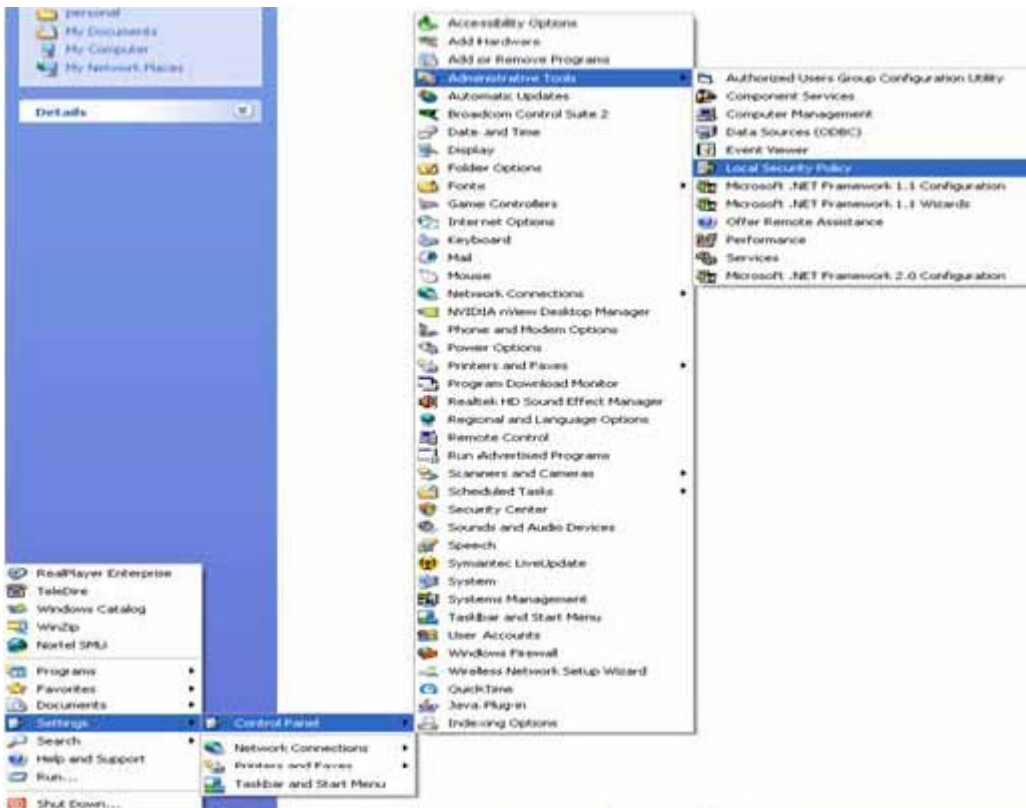 personal
My Documents
My Computer
My Network Places
Details
Accessibility Options
Add Hardware
Add or Remove Programs
Administrative Tools
Automatic Updates
Broadcom Control Suite 2
Date and Time
Display
Folder Options
Fonts
Game Controllers
Internet Options
Keyboard
Mail
Mouse
Network Connections
NVIDIA nView Desktop Manager
Phone and Modem Options
Power Options
Printers and Faxes
Program Download Monitor
Realtek HD Sound Effect Manager
Regional and Language Options
Remote Control
Run Advertised Programs
Scanners and Cameras
Scheduled Tasks
Security Center
Sounds and Audio Devices
Speech
Symantec LiveUpdate
System
Systems Management
Taskbar and Start Menu
User Accounts
Windows Firewall
Wireless Network Setup Wizard
QuickTime
Java Plug-in
Indexing Options
Authorized Users Group Configuration Utility
Component Services
Computer Management
Data Sources (ODBC)
Event Viewer
Local Security Policy
Microsoft .NET Framework 1.1 Configuration
Microsoft .NET Framework 1.1 Wizards
Offer Remote Assistance
Performance
Services
Microsoft .NET Framework 2.0 Configuration
RealPlayer Enterprise
TeleDire
Windows Catalog
WinZip
Nortel SMU
Programs
Favorites
Documents
Settings
Search
Help and Support
Run...
Shut Down...
Control Panel
Network Connections
Printers and Faxes
Taskbar and Start Menu